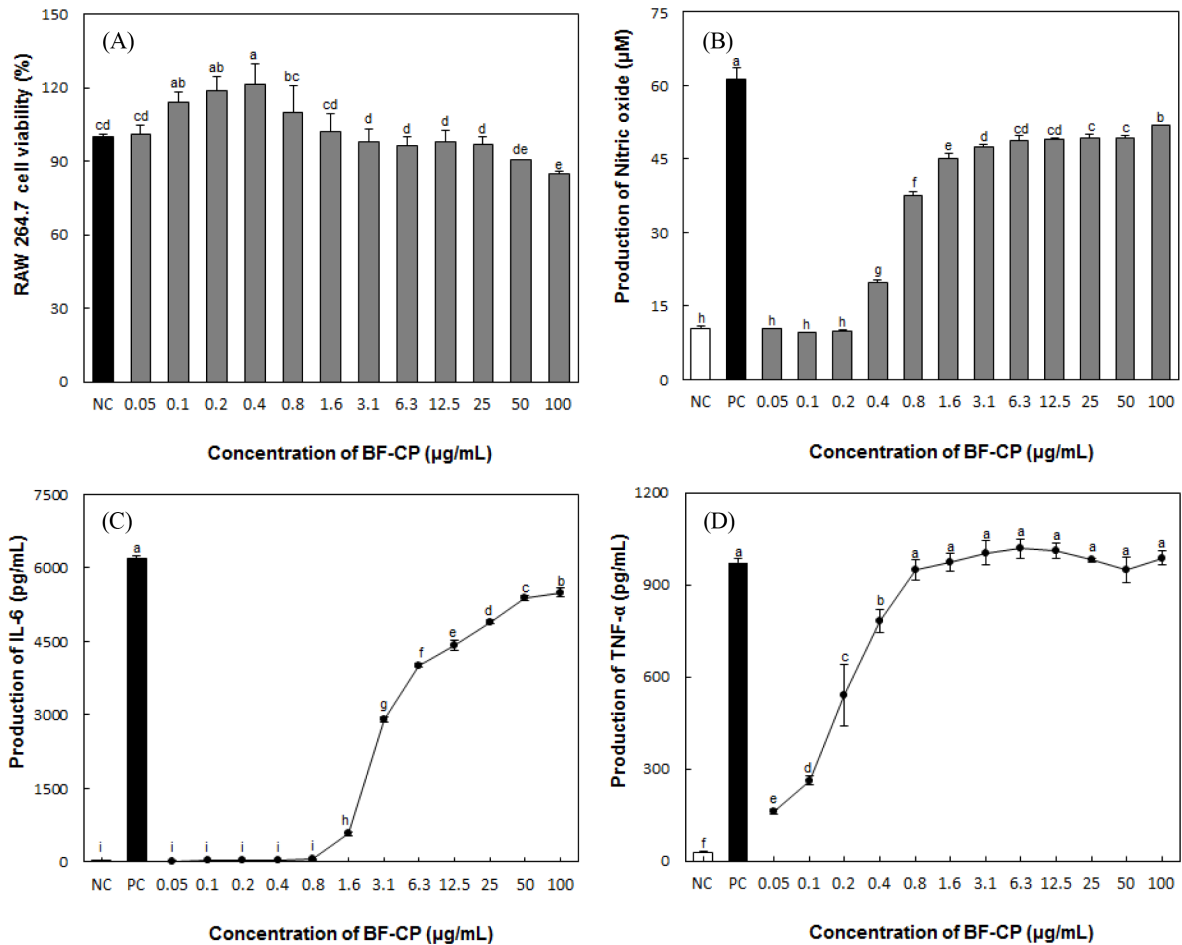 (A)
RAW 264.7 cell viability (%)
150
120
90
60
30
0
cd
cd
ab
ab
a
bc
cd
d
d
d
d
de
e
NC 0.05 0.1 0.2 0.4 0.8 1.6 3.1 6.3 12.5 25 50 100
Concentration of BF-CP (µg/mL)
(B)
Production of Nitric oxide (µM)
75
60
45
30
15
0
h
a
h
h
h
g
f
e
d
cd
cd
c
c
b
NC PC 0.05 0.1 0.2 0.4 0.8 1.6 3.1 6.3 12.5 25 50 100
Concentration of BF-CP (µg/mL)
(C)
Production of IL-6 (pg/mL)
7500
6000
4500
3000
1500
0
i
a
i
i
i
i
i
h
g
f
e
d
c
b
NC PC 0.05 0.1 0.2 0.4 0.8 1.6 3.1 6.3 12.5 25 50 100
Concentration of BF-CP (µg/mL)
(D)
Production of TNF-α (pg/mL)
1200
900
600
300
0
f
a
e
d
c
b
a
a
a
a
a
a
a
a
NC PC 0.05 0.1 0.2 0.4 0.8 1.6 3.1 6.3 12.5 25 50 100
Concentration of BF-CP (µg/mL)